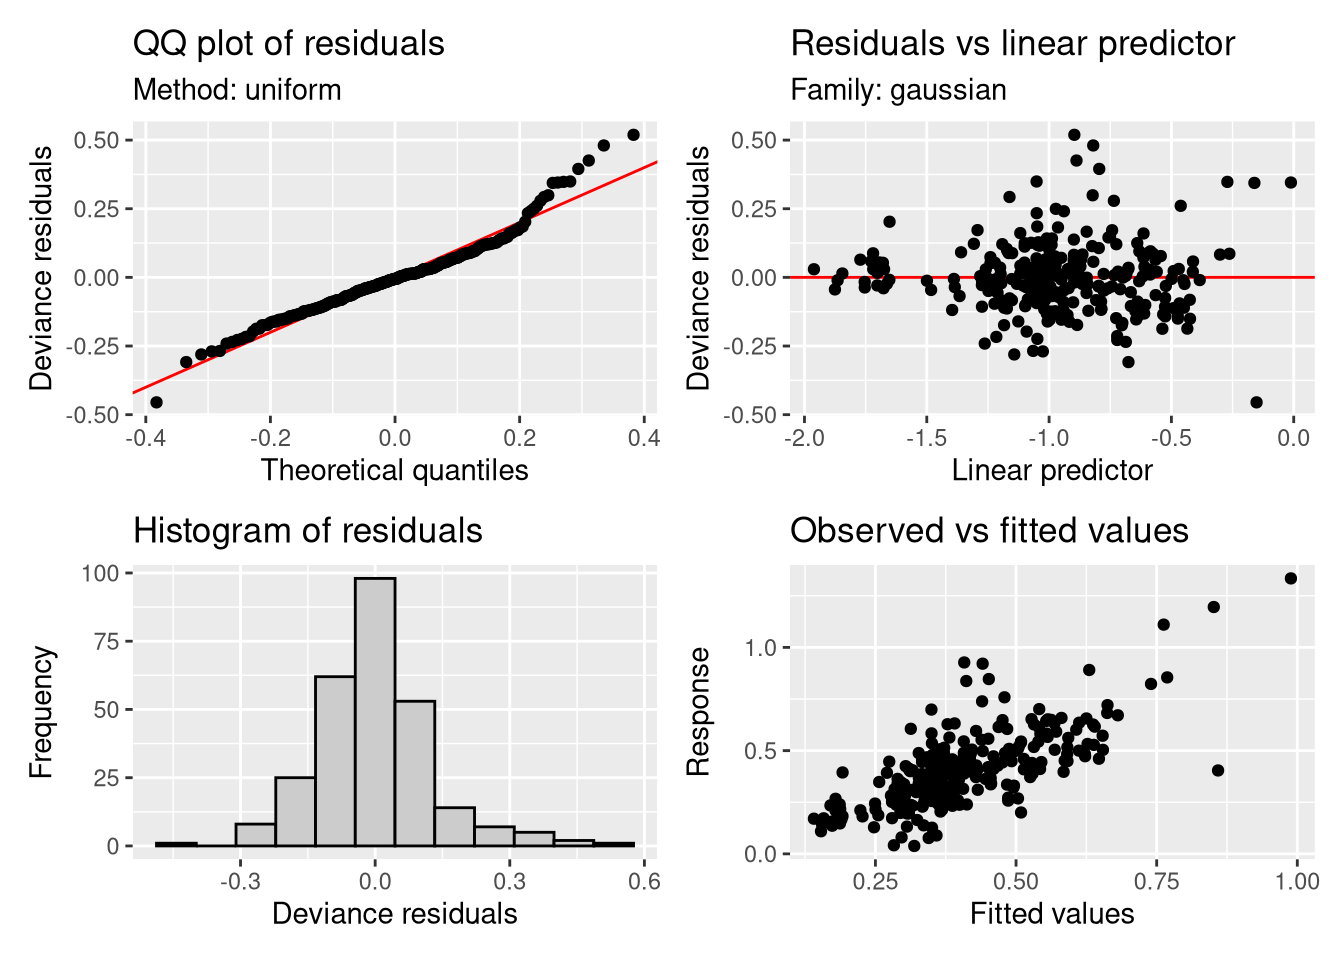 QQ plot of residuals
Method: uniform
0.50
0.25
0.00
-0.25
-0.50
Deviance residuals
-0.4
-0.2
0.0
0.2
0.4
Theoretical quantiles
Residuals vs linear predictor
Family: gaussian
0.50
0.25
0.00
-0.25
-0.50
Deviance residuals
-2.0
-1.5
-1.0
-0.5
0.0
Linear predictor
Histogram of residuals
100
75
50
25
0
Frequency
-0.3
0.0
0.3
0.6
Deviance residuals
Observed vs fitted values
1.0
0.5
0.0
Response
0.25
0.50
0.75
1.00
Fitted values